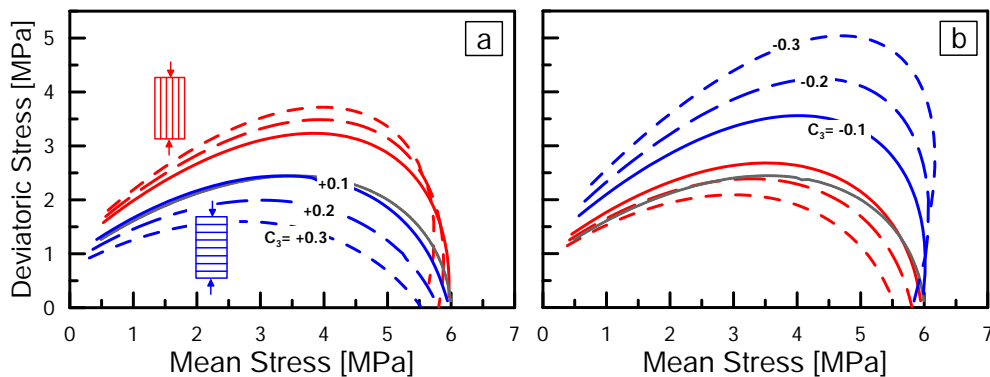 a
b
Deviatoric Stress [MPa]
5
4
3
2
1
0
+0.1
+0.2
C3= +0.3
-0.3
-0.2
C3= -0.1
0 1 2 3 4 5 6 7
0 1 2 3 4 5 6 7
Mean Stress [MPa]
Mean Stress [MPa]